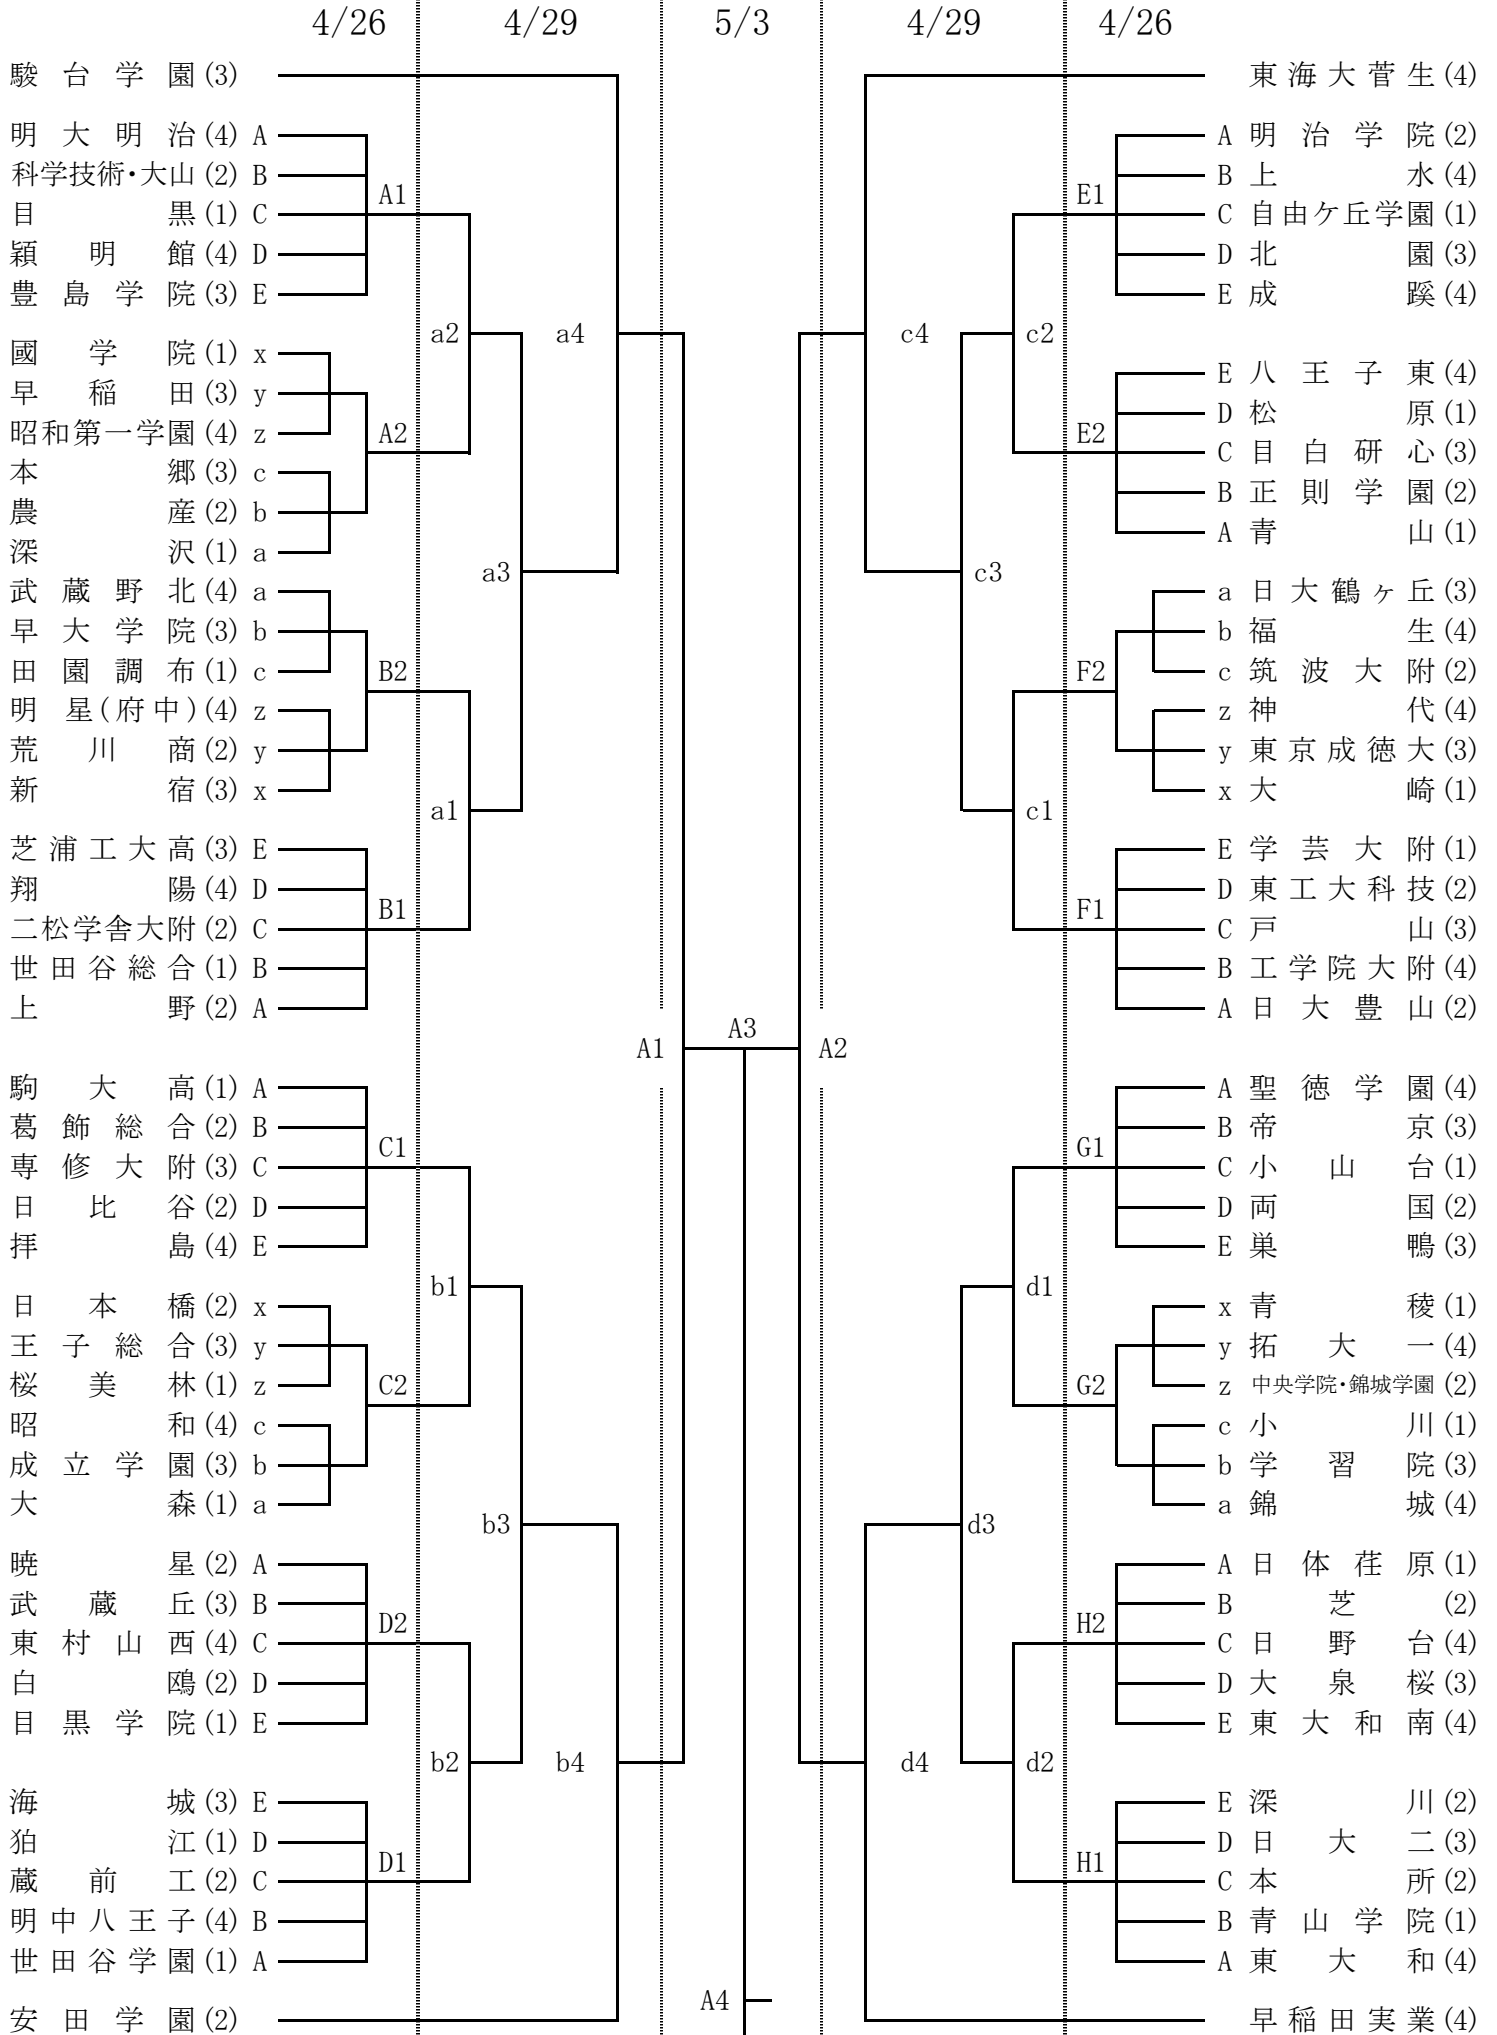 4/26 4/29 5/3 4/29 4/26
駿台学園(3) 東海大菅生(4)
明大明治(4) A A 明治学院(2)
科学技術・大山(2) B B 上水(4)
A1 E1
目黒(1) C C 自由ケ丘学園(1)
穎明館(4) D D 北園(3)
豊島学院(3) E E 成蹊(4)
a2 a4 c4 c2
國学院(1) x
E 八王子東(4)
早稲田(3) y
D 松原(1)
昭和第一学園(4) z A2 E2
C 目白研心(3)
本郷(3) c
B 正則学園(2)
農産(2) b
A 青山(1)
深沢(1) a
a3 c3
武蔵野北(4) a a 日大鶴ヶ丘(3)
早大学院(3) b b 福生(4)
田園調布(1) c B2 F2 c 筑波大附(2)
明星(府中)(4) z z 神代(4)
荒川商(2) y y 東京成徳大(3)
新宿(3) x x 大崎(1)
a1 c1
芝浦工大高(3) E E 学芸大附(1)
翔陽(4) D D 東工大科技(2)
B1 F1
二松学舎大附(2) C C 戸山(3)
世田谷総合(1) B B 工学院大附(4)
上野(2) A A 日大豊山(2)
A3
A1 A2
駒大高(1) A A 聖徳学園(4)
葛飾総合(2) B B 帝京(3)
C1 G1
専修大附(3) C C 小山台(1)
日比谷(2) D D 両国(2)
拝島(4) E E 巣鴨(3)
b1 d1
日本橋(2) x x 青稜(1)
王子総合(3) y y 拓大一(4)
桜美林(1) z C2 G2 z 中央学院・錦城学園(2)
昭和(4) c c 小川(1)
成立学園(3) b b 学習院(3)
大森(1) a a 錦城(4)
b3 d3
暁星(2) A A 日体荏原(1)
武蔵丘(3) B B 芝(2)
D2 H2
東村山西(4) C C 日野台(4)
白鴎(2) D D 大泉桜(3)
目黒学院(1) E E 東大和南(4)
b2 b4 d4 d2
海城(3) E E 深川(2)
狛江(1) D D 日大二(3)
D1 H1
蔵前工(2) C C 本所(2)
明中八王子(4) B B 青山学院(1)
世田谷学園(1) A A 東大和(4)
A4
安田学園(2) 早稲田実業(4)